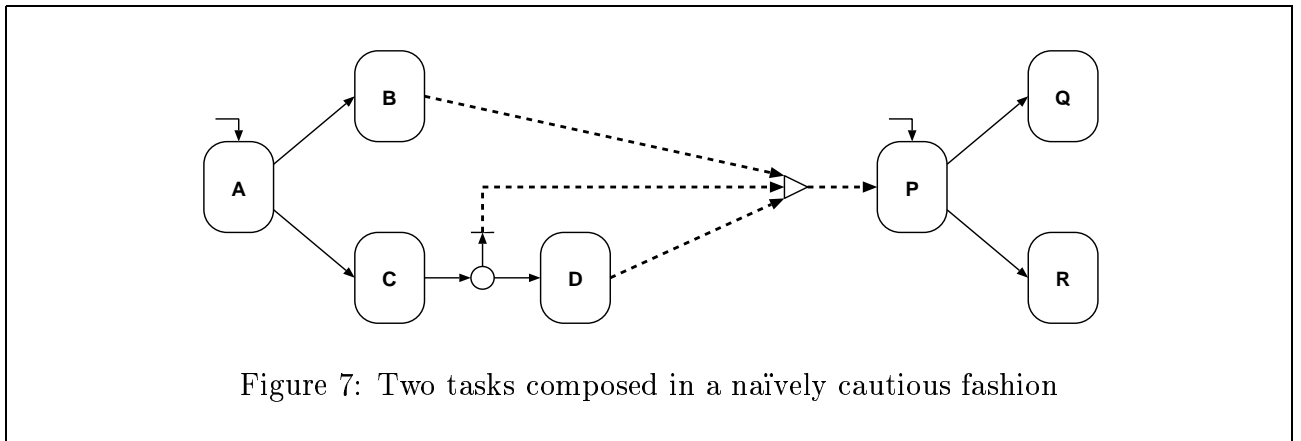 B
Q
A
P
C
D
R
Figure 7: Two tasks composed in a naïvely cautious fashion